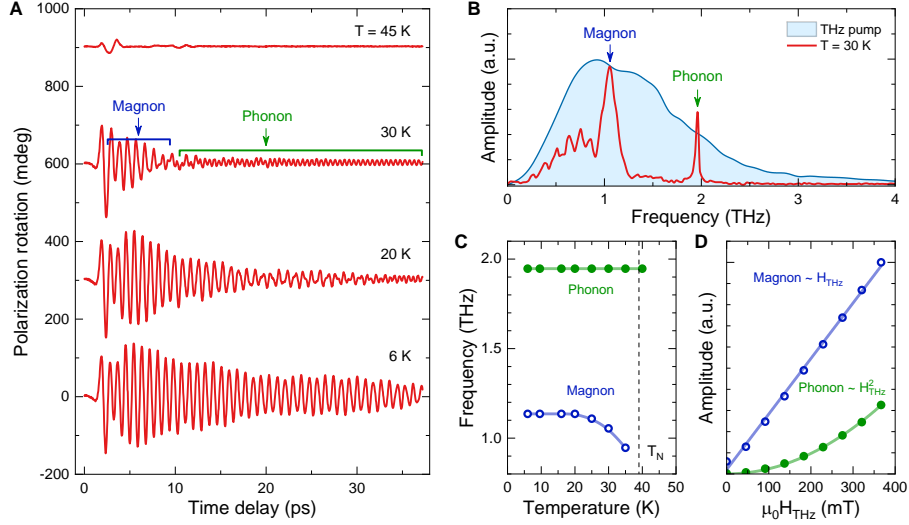 A
1000
800
600
400
200
0
-200
Polarization rotation (mdeg)
0
10
20
30
Time delay (ps)
T = 45 K
Magnon
Phonon
30 K
20 K
6 K
B
Amplitude (a.u.)
THz pump
T = 30 K
Magnon
Phonon
0
1
2
3
4
Frequency (THz)
C
2.0
1.5
1.0
Frequency (THz)
Phonon
Magnon
T_N
0
10
20
30
40
50
Temperature (K)
D
Amplitude (a.u.)
Magnon ~ H_THz
Phonon ~ H²_THz
0
100
200
300
400
μ₀H_THz (mT)